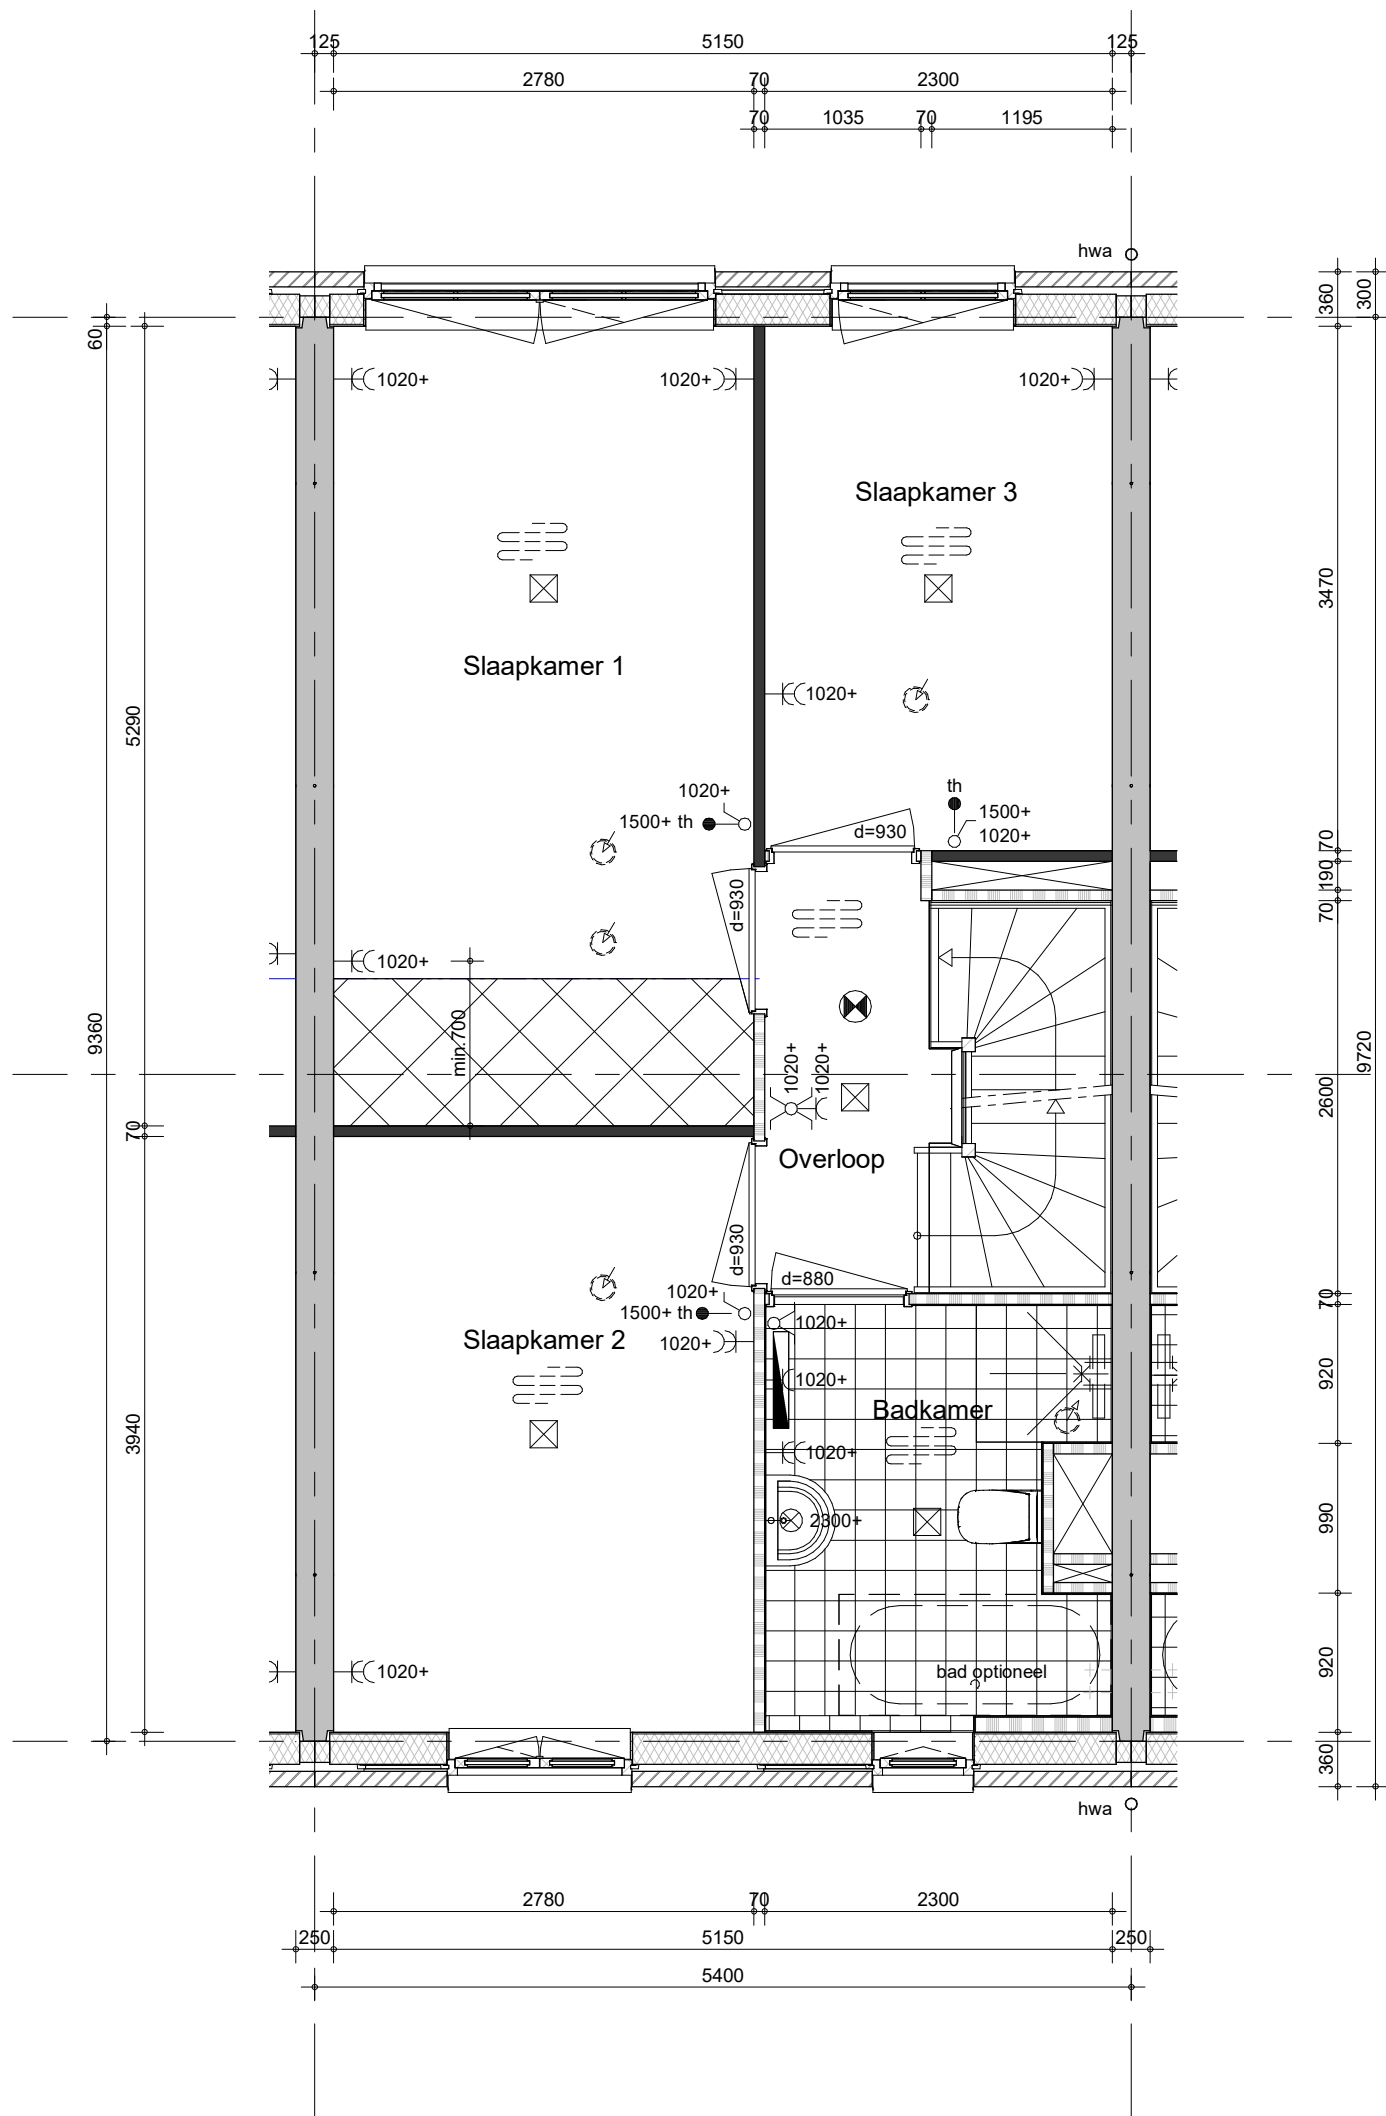 125 5150 125
2780 70 2300
70 1035 70 1195
hwa
360 300
60
1020+ 1020+ 1020+
Slaapkamer 3
3470
Slaapkamer 1
1020+
5290
th
1020+
1500+ th
1500+
1020+
d=930
70
190
70
d=930
1020+
9360
min.700
1020+
1020+
9720
2600
70
Overloop
d=930
d=880
1020+
1500+ th
1020+
70
Slaapkamer 2
1020+
1020+
920
Badkamer
3940
1020+
2300+
990
1020+
bad optioneel
920
360
hwa
2780 70 2300
250 5150 250
5400